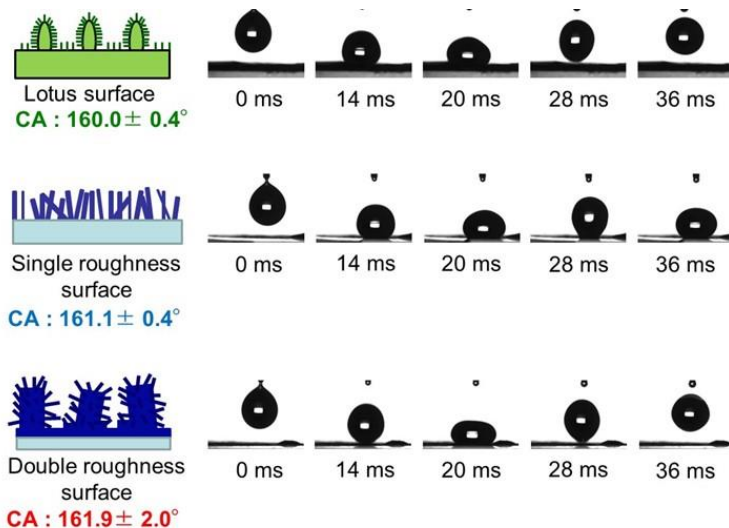 0 ms 14 ms 20 ms 28 ms 36 ms
Lotus surface
CA : 160.0± 0.4°
0 ms 14 ms 20 ms 28 ms 36 ms
Single roughness
surface
CA : 161.1± 0.4°
0 ms 14 ms 20 ms 28 ms 36 ms
Double roughness
surface
CA : 161.9± 2.0°